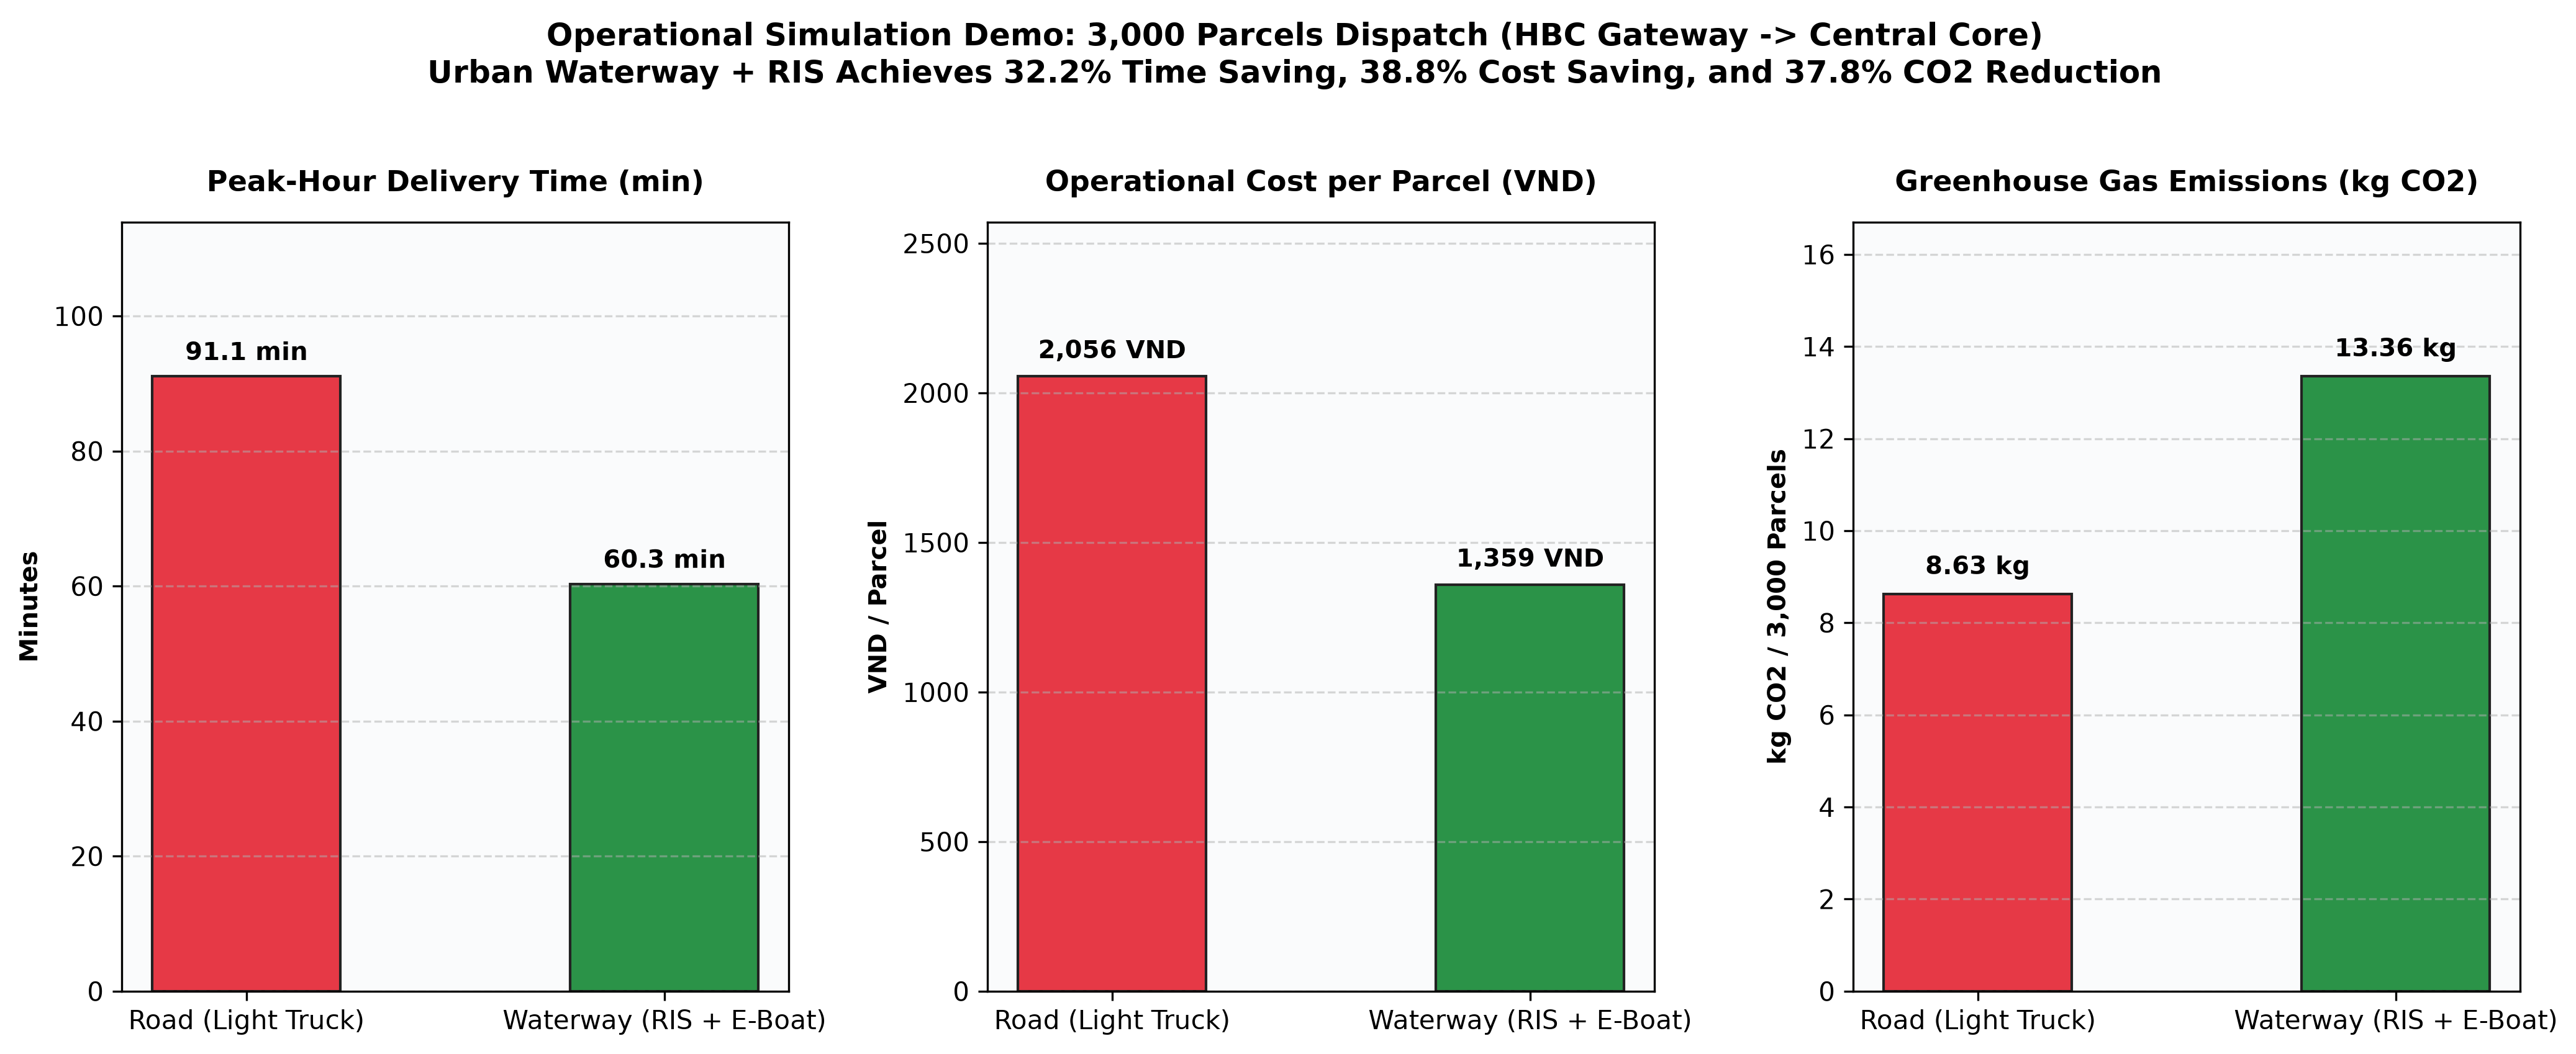 Operational Simulation Demo: 3,000 Parcels Dispatch (HBC Gateway -> Central Core)
Urban Waterway + RIS Achieves 32.2% Time Saving, 38.8% Cost Saving, and 37.8% CO2 Reduction
Peak-Hour Delivery Time (min)
Minutes
100
80
60
40
20
0
91.1 min
60.3 min
Road (Light Truck)
Waterway (RIS + E-Boat)
Operational Cost per Parcel (VND)
VND / Parcel
2500
2000
1500
1000
500
0
2,056 VND
1,359 VND
Road (Light Truck)
Waterway (RIS + E-Boat)
Greenhouse Gas Emissions (kg CO2)
kg CO2 / 3,000 Parcels
16
14
12
10
8
6
4
2
0
8.63 kg
13.36 kg
Road (Light Truck)
Waterway (RIS + E-Boat)